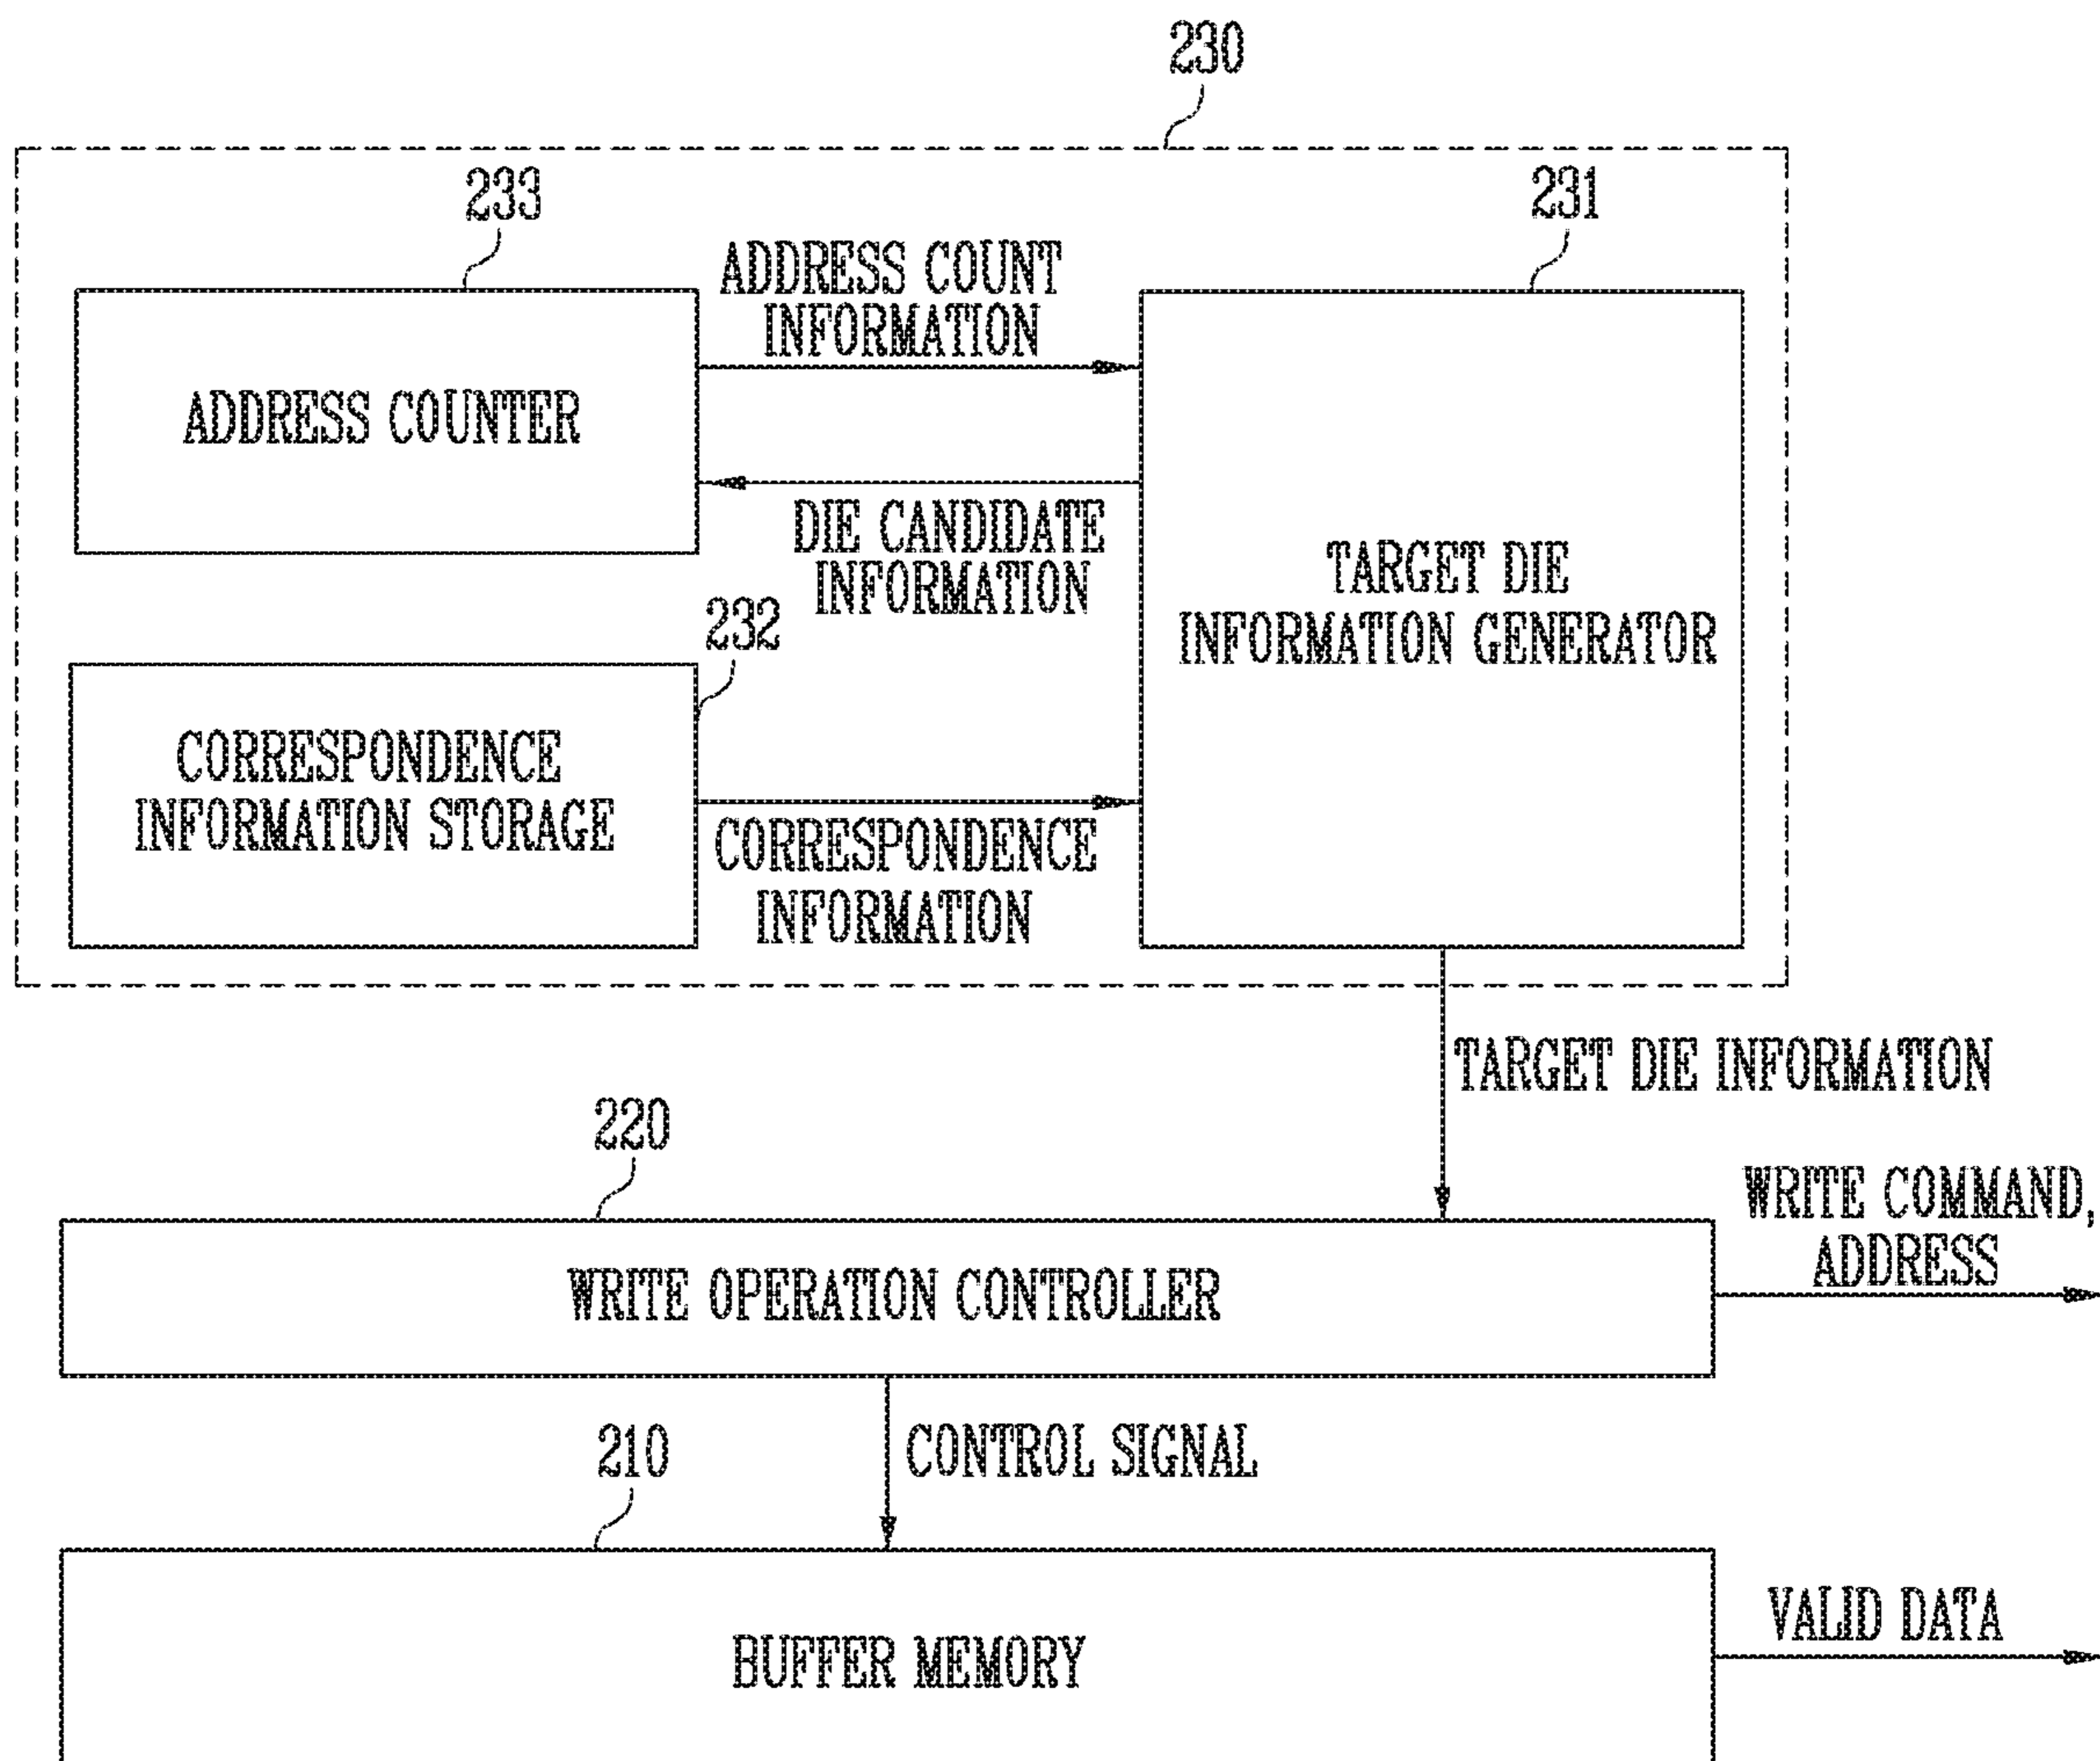 230
233
231
ADDRESS COUNT
INFORMATION
ADDRESS COUNTER
DIE CANDIDATE
INFORMATION
TARGET DIE
INFORMATION GENERATOR
232
CORRESPONDENCE
INFORMATION STORAGE
CORRESPONDENCE
INFORMATION
TARGET DIE INFORMATION
220
WRITE COMMAND,
ADDRESS
WRITE OPERATION CONTROLLER
210
CONTROL SIGNAL
VALID DATA
BUFFER MEMORY